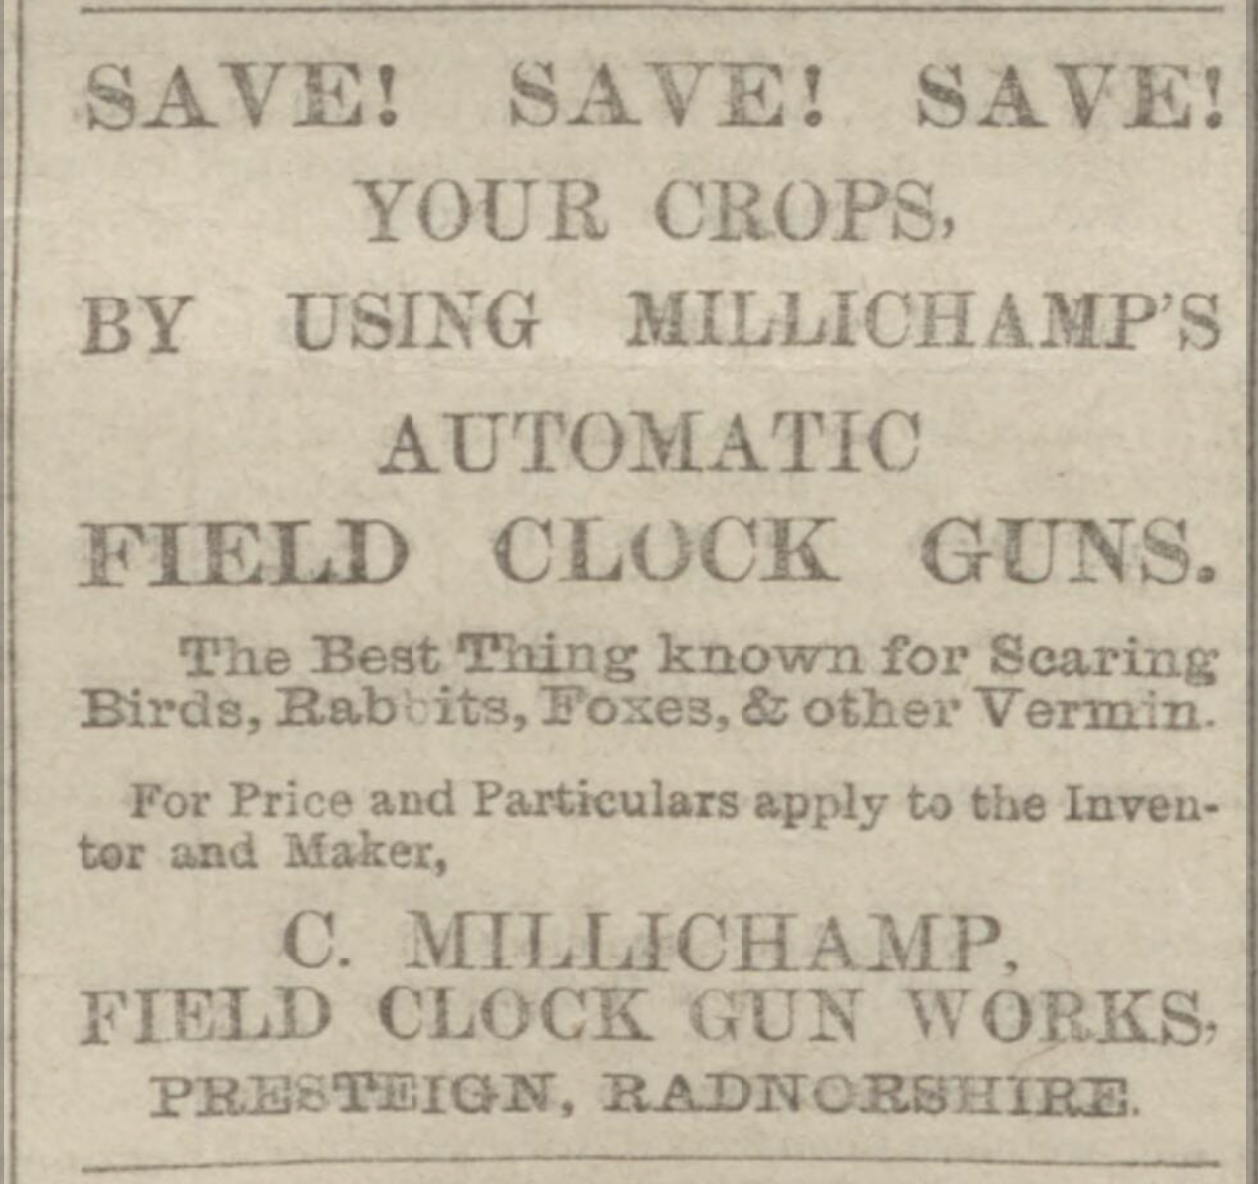 SAVE! SAVE! SAVE!
YOUR CROPS,
BY USING MILLICHAMP'S
AUTOMATIC
FIELD CLOCK GUNS.
The Best Thing known for Scaring
Birds, Rabbits, Foxes, & other Vermin.
For Price and Particulars apply to the Inven-
tor and Maker,
C. MILLICHAMP,
FIELD CLOCK GUN WORKS,
PRESTEIGN, RADNORSHIRE.